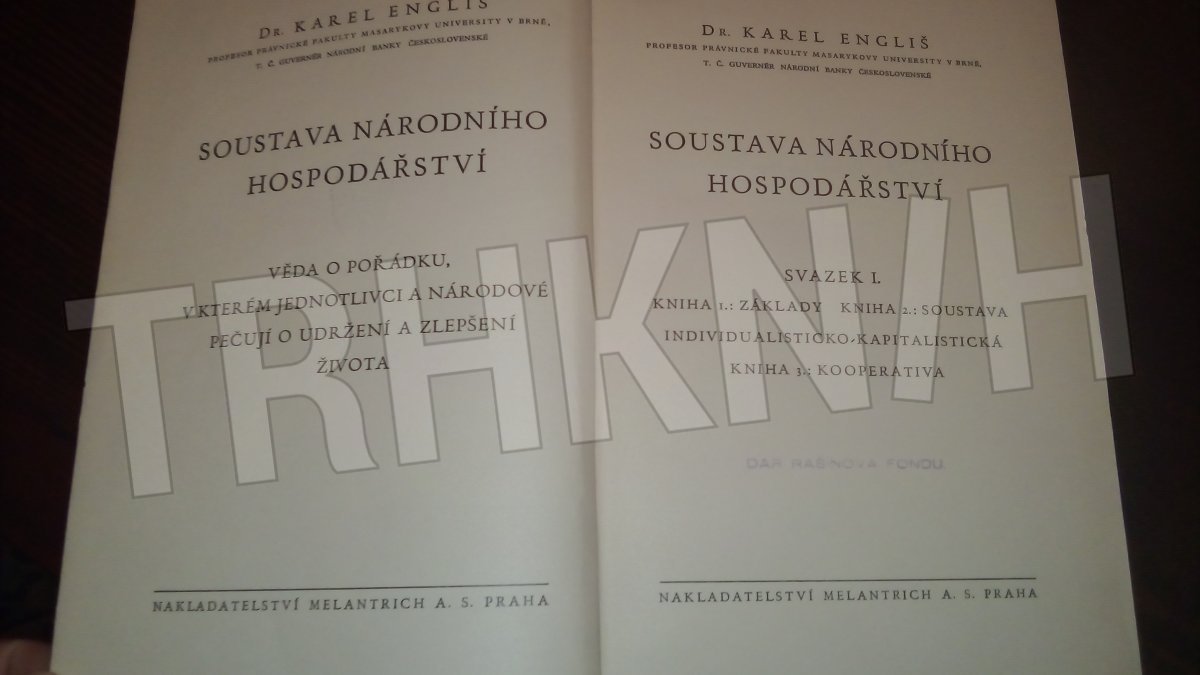 Dr. KAREL ENGLIŠ
PROFESOR PRÁVNICKÉ FAKULTY MASARYKOVY UNIVERSITY V BRNĚ,
T. Č. GUVERNÉR NÁRODNÍ BANKY ČESKOSLOVENSKÉ
SOUSTAVA NÁRODNÍHO
HOSPODÁŘSTVÍ
VĚDA O POŘÁDKU,
V KTERÉM JEDNOTLIVCI A NÁRODOVÉ
PEČUJÍ O UDRŽENÍ A ZLEPŠENÍ
ŽIVOTA
NAKLADATELSTVÍ MELANTRICH A. S. PRAHA
Dr. KAREL ENGLIŠ
PROFESOR PRÁVNICKÉ FAKULTY MASARYKOVY UNIVERSITY V BRNĚ,
T. Č. GUVERNÉR NÁRODNÍ BANKY ČESKOSLOVENSKÉ
SOUSTAVA NÁRODNÍHO
HOSPODÁŘSTVÍ
SVAZEK I.
KNIHA 1.: ZÁKLADY KNIHA 2.: SOUSTAVA
INDIVIDUALISTICKO-KAPITALISTICKÁ
KNIHA 3.: KOOPERATIVA
DAR RAŠÍNOVA FONDU
NAKLADATELSTVÍ MELANTRICH A. S. PRAHA
TRHKNIH